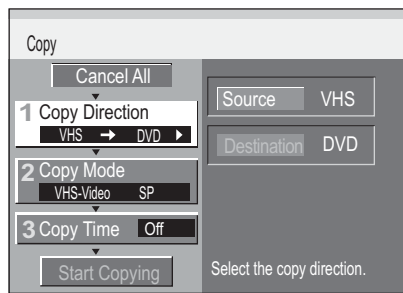 Copy
Cancel All
1 Copy Direction
VHS → DVD ▶
2 Copy Mode
VHS-Video SP
3 Copy Time Off
Start Copying
Source VHS
Destination DVD
Select the copy direction.